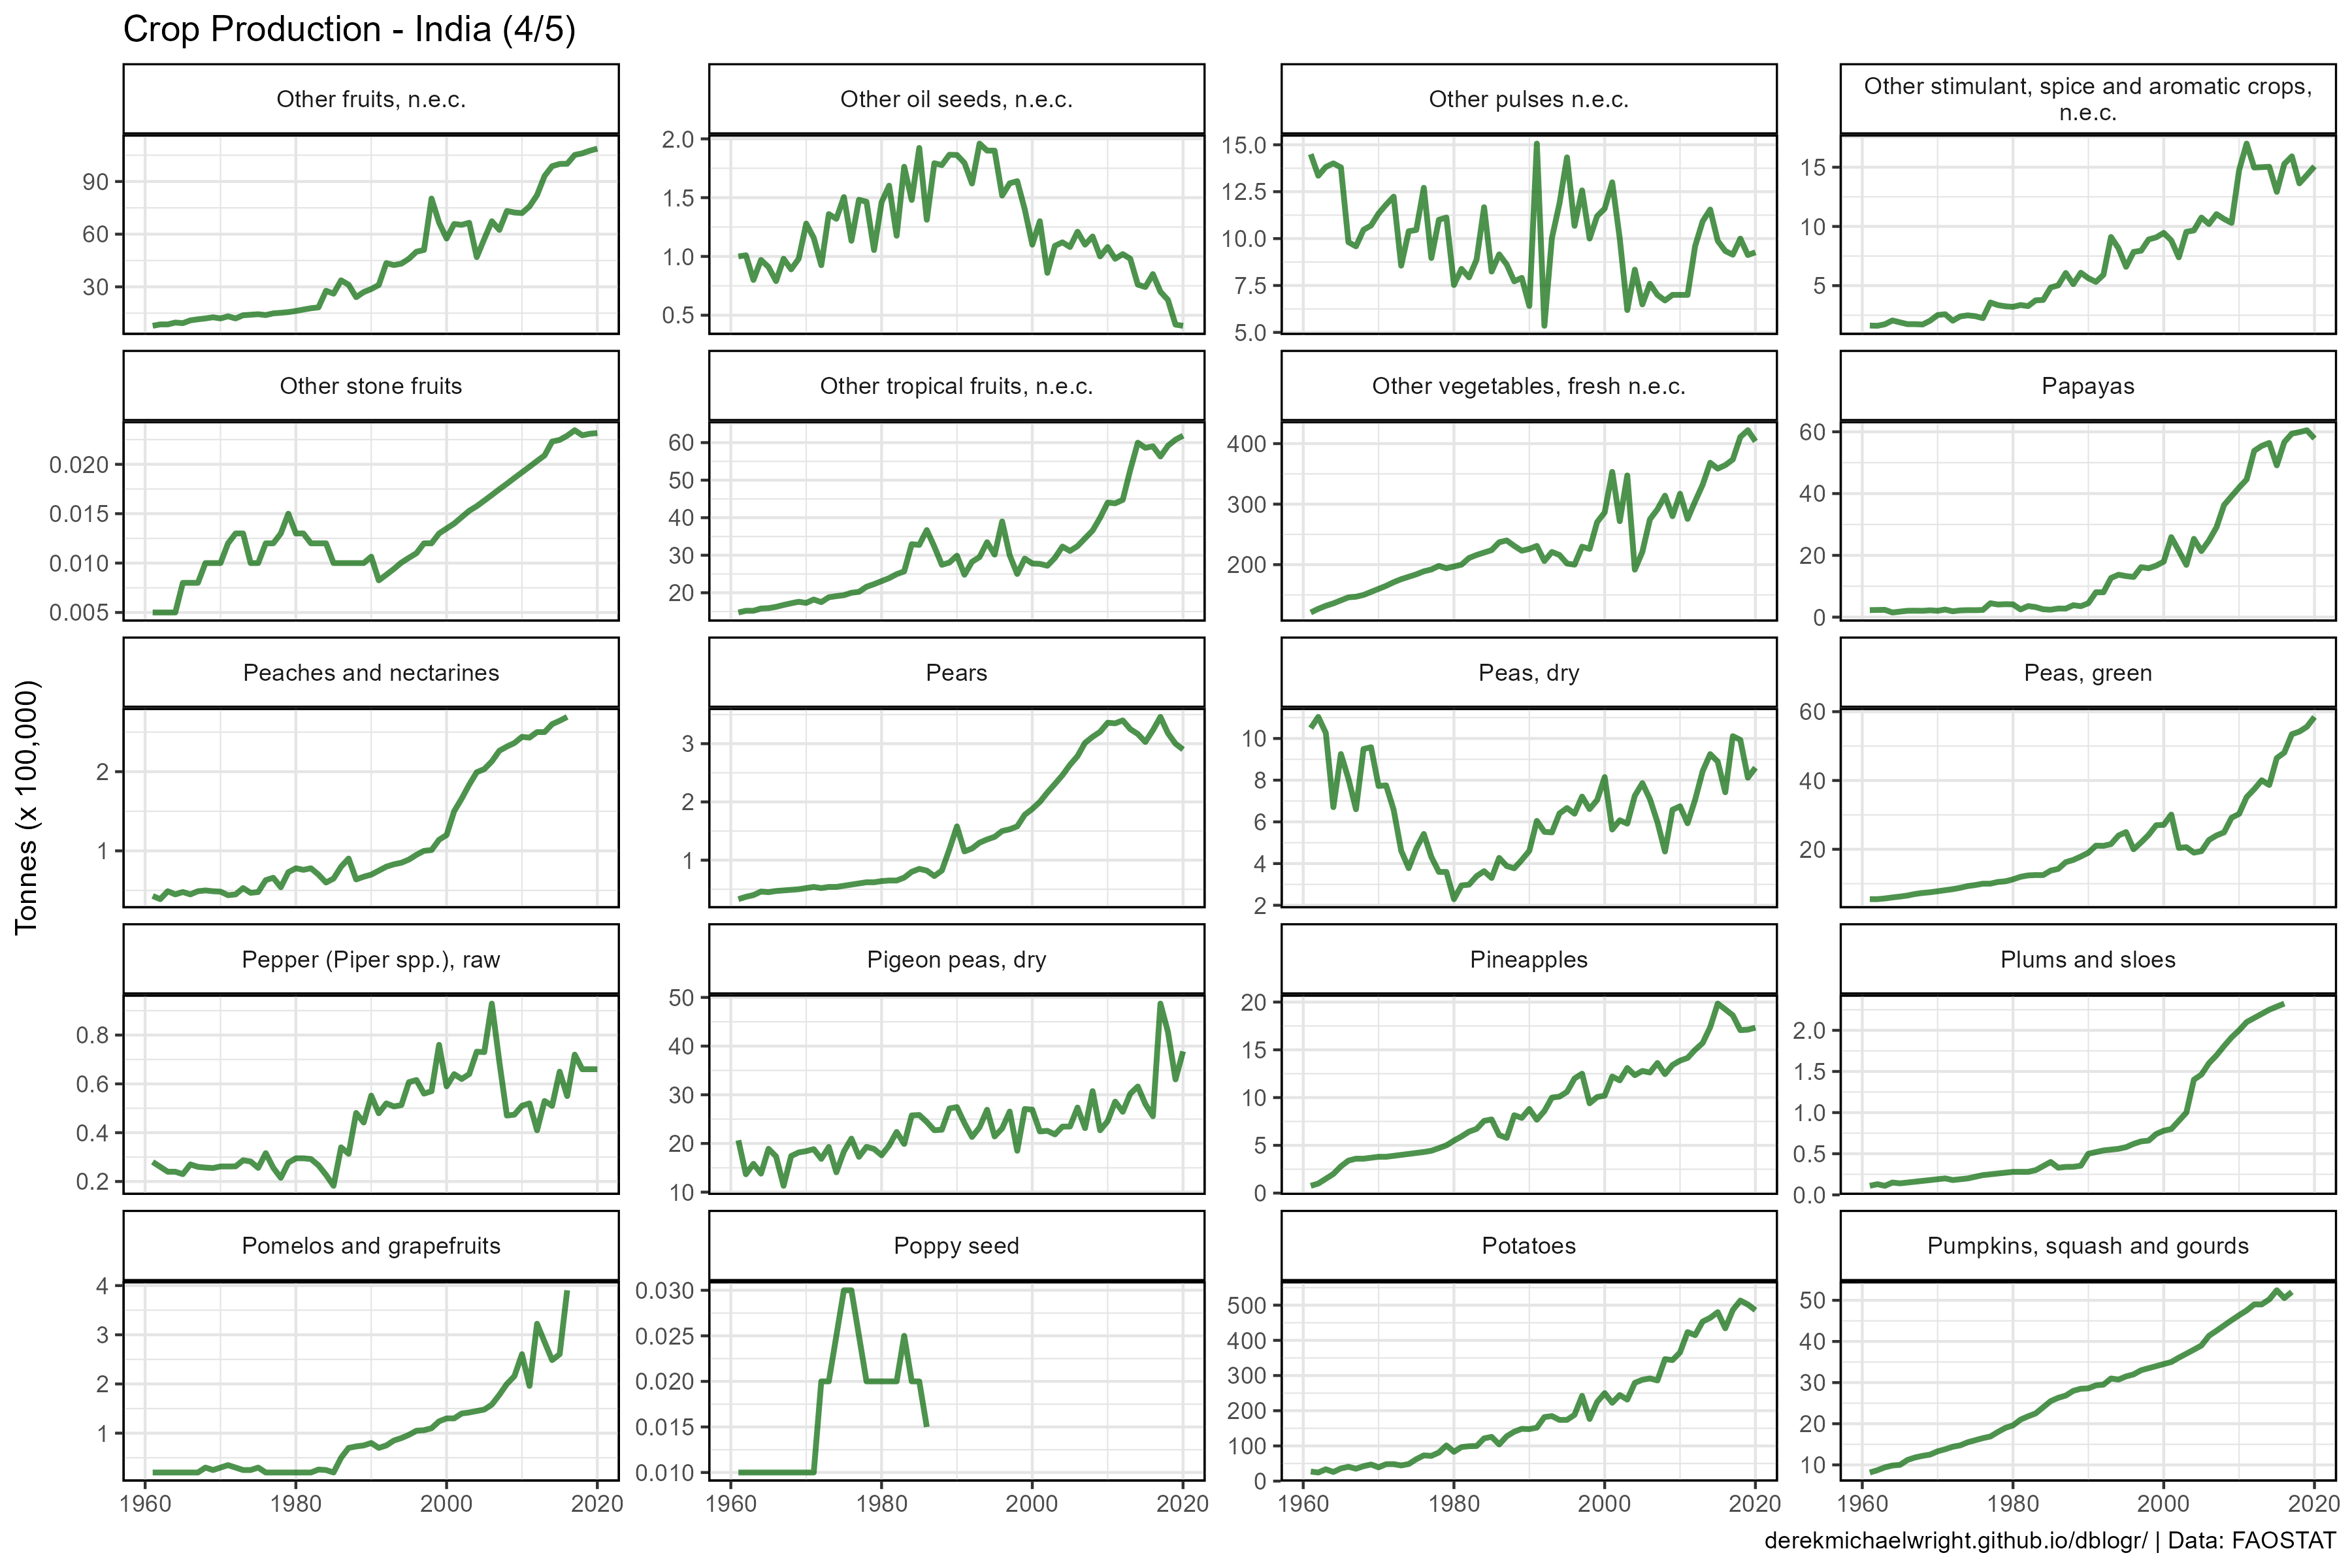 Crop Production - India (4/5)
Other fruits, n.e.c.
Other oil seeds, n.e.c.
Other pulses n.e.c.
Other stimulant, spice and aromatic crops,
n.e.c.
90
60
30
2.0
1.5
1.0
0.5
15.0
12.5
10.0
7.5
5.0
15
10
5
Other stone fruits
Other tropical fruits, n.e.c.
Other vegetables, fresh n.e.c.
Papayas
0.020
0.015
0.010
0.005
60
50
40
30
20
400
300
200
60
40
20
0
Peaches and nectarines
Pears
Peas, dry
Peas, green
2
1
3
2
1
10
8
6
4
2
60
40
20
Pepper (Piper spp.), raw
Pigeon peas, dry
Pineapples
Plums and sloes
0.8
0.6
0.4
0.2
50
40
30
20
10
20
15
10
5
0
2.0
1.5
1.0
0.5
0.0
Pomelos and grapefruits
Poppy seed
Potatoes
Pumpkins, squash and gourds
4
3
2
1
0.030
0.025
0.020
0.015
0.010
500
400
300
200
100
0
50
40
30
20
10
1960 1980 2000 2020
1960 1980 2000 2020
1960 1980 2000 2020
1960 1980 2000 2020
Tonnes (x 100,000)
derekmichaelwright.github.io/dblogr/ | Data: FAOSTAT